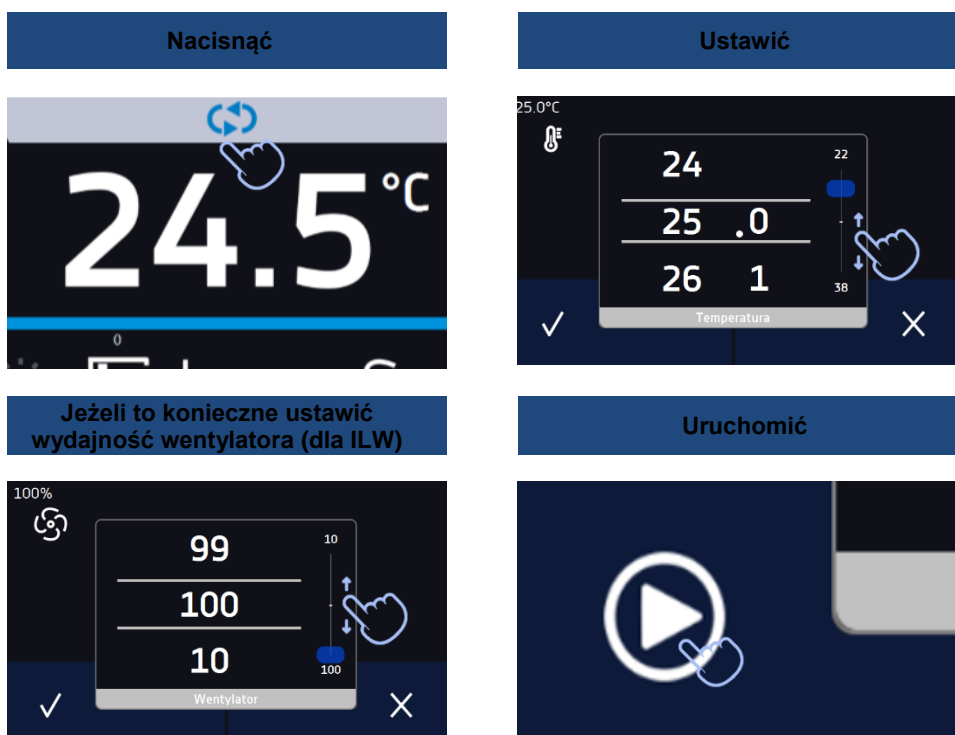 Nacisnąć
Ustawić
24.5°C
0
25.0°C
24
22
25 .0
26 1
38
Temperatura
Jeżeli to konieczne ustawić
wydajność wentylatora (dla ILW)
Uruchomić
100%
99
10
100
10
100
Wentylator